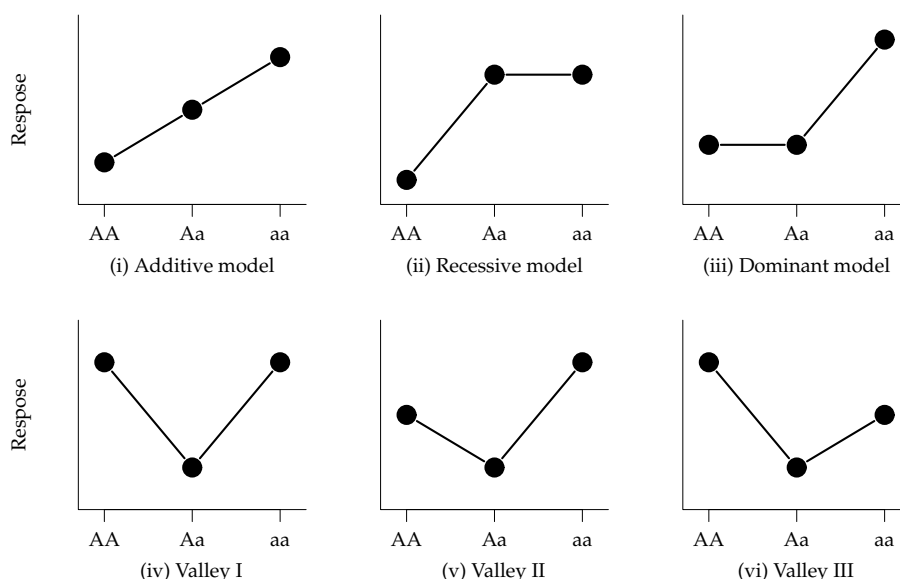 Respose
AA Aa aa
(i) Additive model
AA Aa aa
(ii) Recessive model
AA Aa aa
(iii) Dominant model
Respose
AA Aa aa
(iv) Valley I
AA Aa aa
(v) Valley II
AA Aa aa
(vi) Valley III